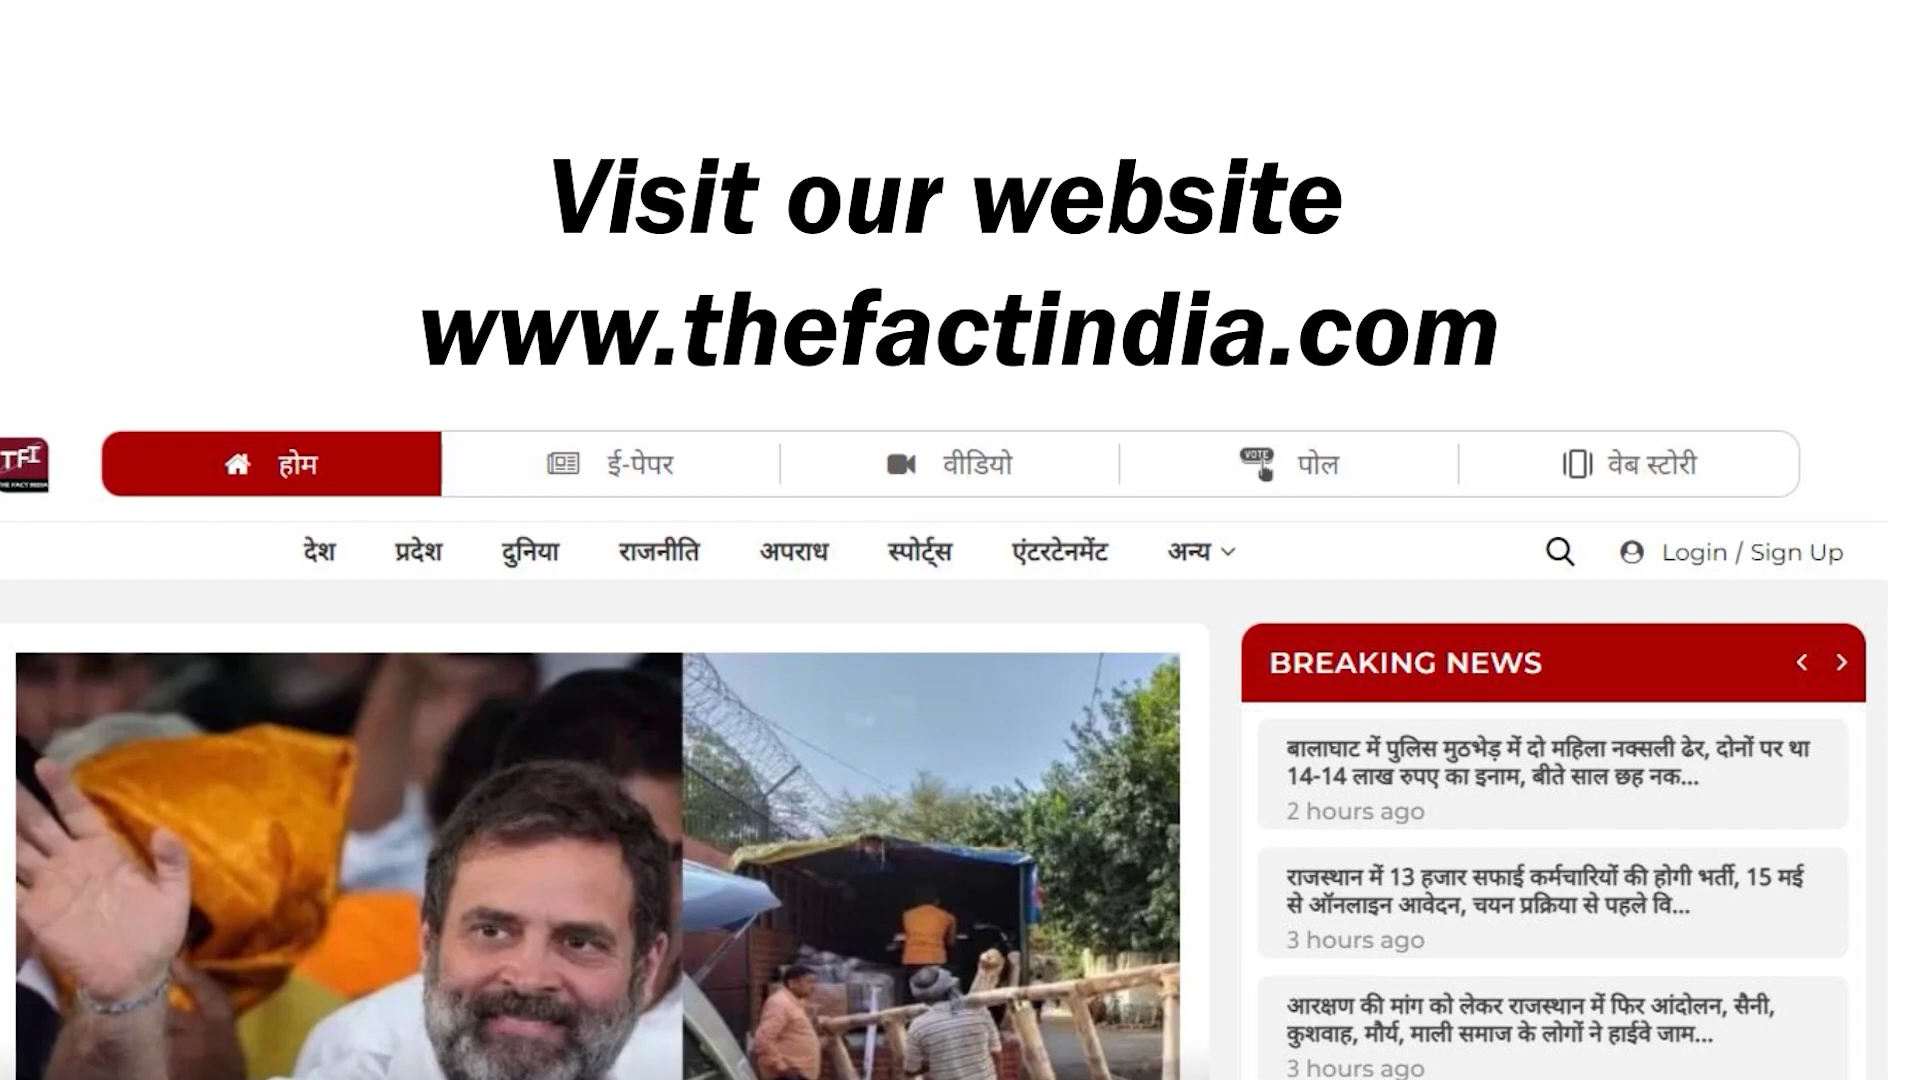 Visit our website
www.thefactindia.com
TFI
THE FACT INDIA
होम
ई-पेपर
वीडियो
VOTE
पोल
वेब स्टोरी
देश
प्रदेश
दुनिया
राजनीति
अपराध
स्पोर्ट्स
एंटरटेनमेंट
अन्य
Login / Sign Up
BREAKING NEWS
बालाघाट में पुलिस मुठभेड़ में दो महिला नक्सली ढेर, दोनों पर था
14-14 लाख रुपए का इनाम, बीते साल छह नक...
2 hours ago
राजस्थान में 13 हजार सफाई कर्मचारियों की होगी भर्ती, 15 मई
से ऑनलाइन आवेदन, चयन प्रक्रिया से पहले वि...
3 hours ago
आरक्षण की मांग को लेकर राजस्थान में फिर आंदोलन, सैनी,
कुशवाह, मौर्य, माली समाज के लोगों ने हाईवे जाम...
3 hours ago